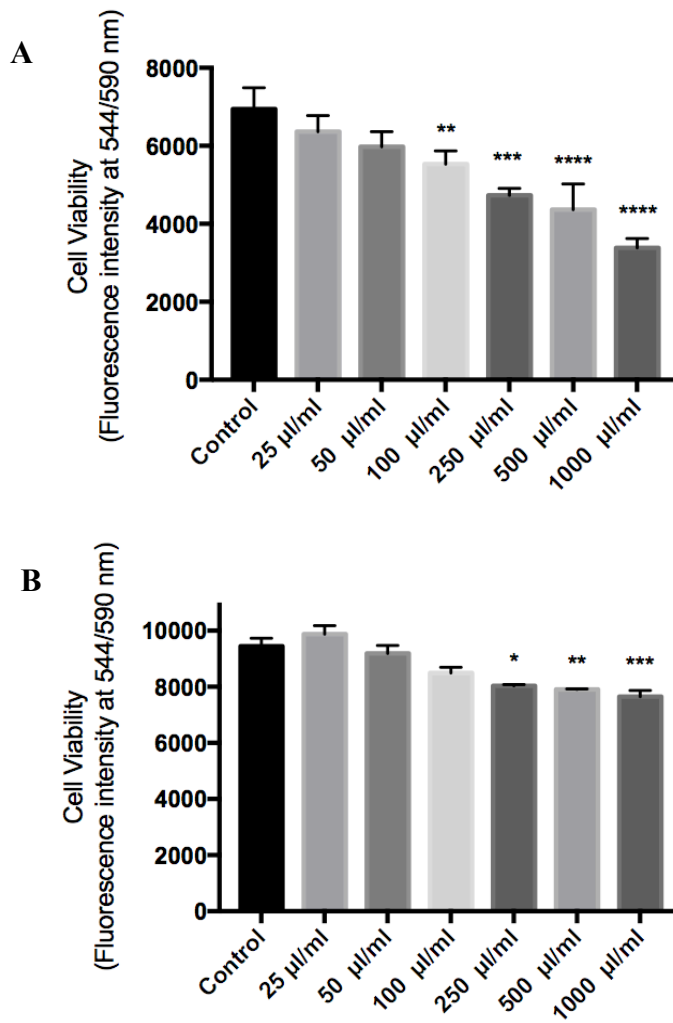 A
Cell Viability
(Fluorescence intensity at 544/590 nm)
8000
6000
4000
2000
0
**
***
****
****
Control
25 µl/ml
50 µl/ml
100 µl/ml
250 µl/ml
500 µl/ml
1000 µl/ml
B
Cell Viability
(Fluorescence intensity at 544/590 nm)
10000
8000
6000
4000
2000
0
*
**
***
Control
25 µl/ml
50 µl/ml
100 µl/ml
250 µl/ml
500 µl/ml
1000 µl/ml